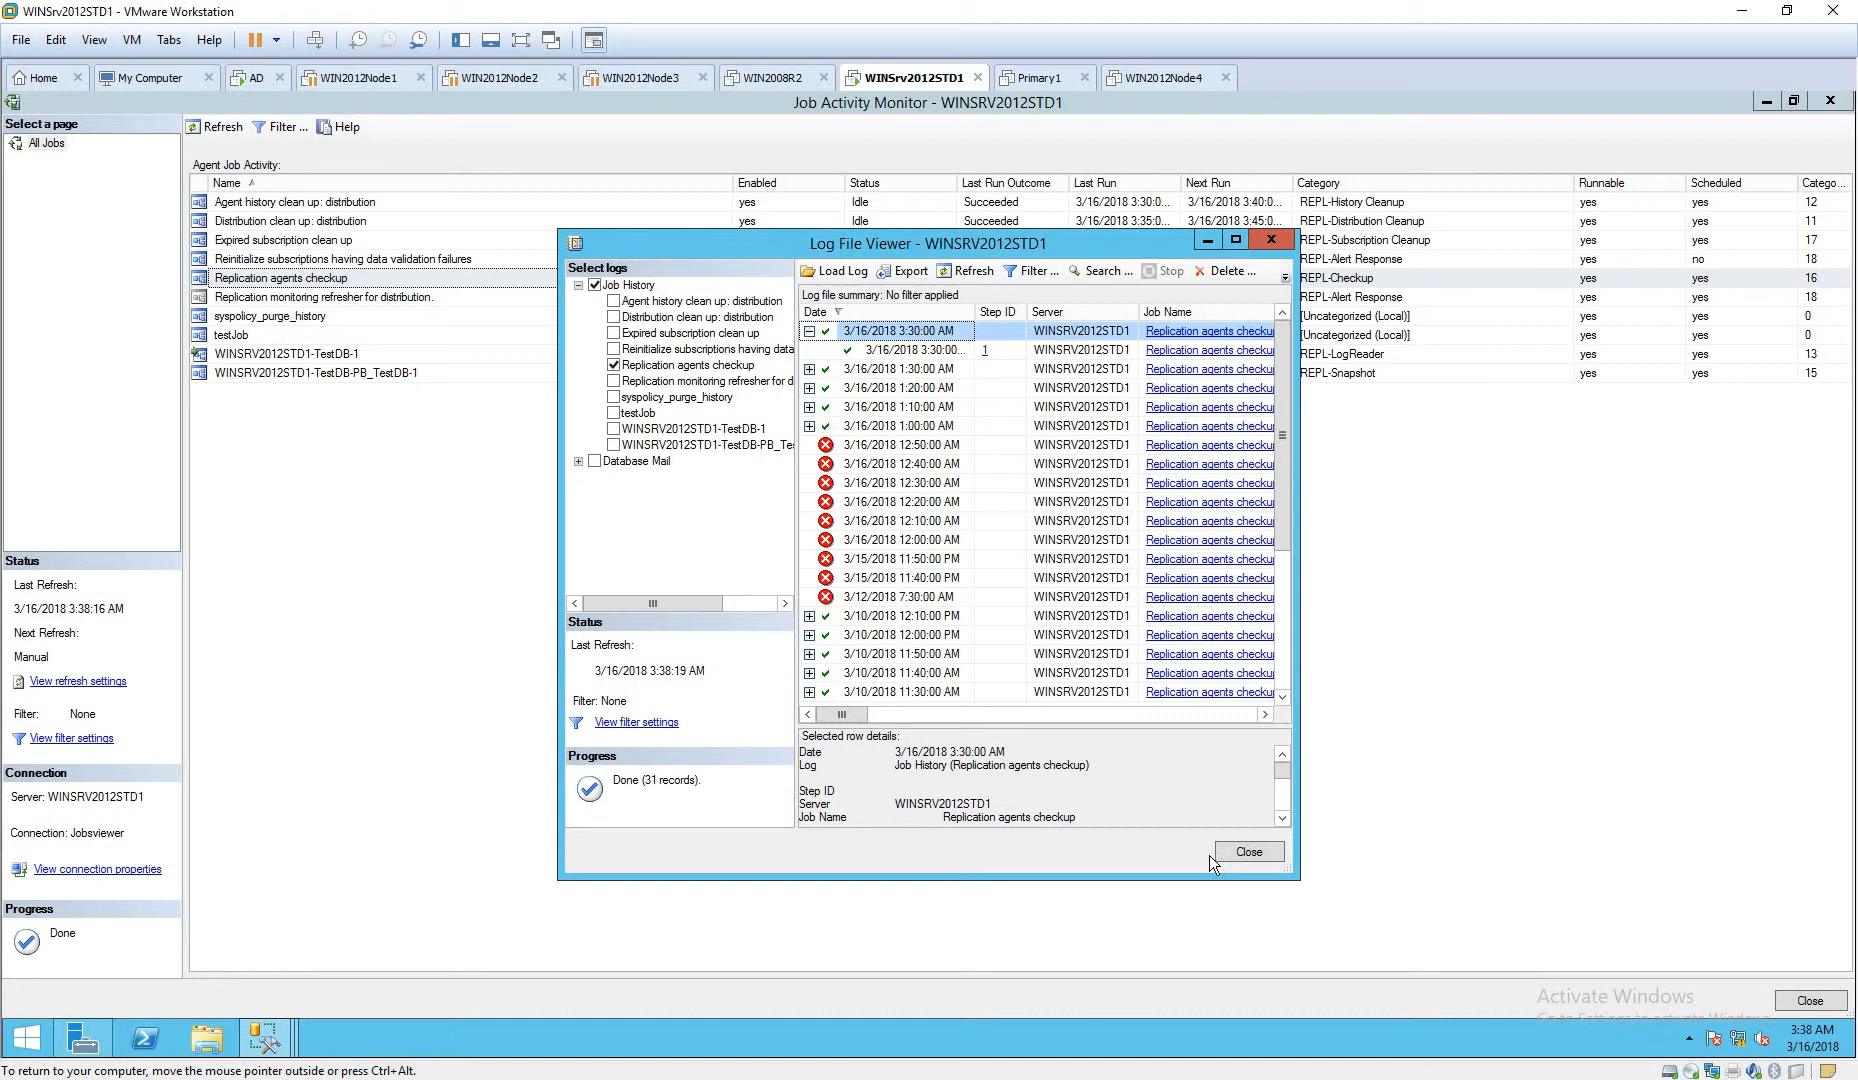 WINSrv2012STD1 - VMware Workstation
File Edit View VM Tabs Help
Home My Computer AD WIN2012Node1 WIN2012Node2 WIN2012Node3 WIN2008R2 WINSrv2012STD1 Primary1 WIN2012Node4
Job Activity Monitor - WINSRV2012STD1
Select a page
All Jobs
Refresh Filter ... Help
Agent Job Activity:
Name Enabled Status Last Run Outcome Last Run Next Run Category Runnable Scheduled Catego...
Agent history clean up: distribution yes Idle Succeeded 3/16/2018 3:30:0... 3/16/2018 3:40:0... REPL-History Cleanup yes yes 12
Distribution clean up: distribution yes Idle Succeeded 3/16/2018 3:35:0... 3/16/2018 3:45:0... REPL-Distribution Cleanup yes yes 11
Expired subscription clean up REPL-Subscription Cleanup yes yes 17
Reinitialize subscriptions having data validation failures REPL-Alert Response yes no 18
Replication agents checkup REPL-Checkup yes yes 16
Replication monitoring refresher for distribution. REPL-Alert Response yes yes 18
syspolicy_purge_history [Uncategorized (Local)] yes yes 0
testJob [Uncategorized (Local)] yes yes 0
WINSRV2012STD1-TestDB-1 REPL-LogReader yes yes 13
WINSRV2012STD1-TestDB-PB_TestDB-1 REPL-Snapshot yes yes 15
Log File Viewer - WINSRV2012STD1
Select logs
Job History
Agent history clean up: distribution
Distribution clean up: distribution
Expired subscription clean up
Reinitialize subscriptions having data
Replication agents checkup
Replication monitoring refresher for d
syspolicy_purge_history
testJob
WINSRV2012STD1-TestDB-1
WINSRV2012STD1-TestDB-PB_Te
Database Mail
Status
Last Refresh:
3/16/2018 3:38:19 AM
Filter: None
View filter settings
Progress
Done (31 records).
Load Log Export Refresh Filter ... Search ... Stop Delete ...
Log file summary: No filter applied
Date Step ID Server Job Name
3/16/2018 3:30:00 AM WINSRV2012STD1 Replication agents checku
3/16/2018 3:30:00... 1 WINSRV2012STD1 Replication agents checku
3/16/2018 1:30:00 AM WINSRV2012STD1 Replication agents checku
3/16/2018 1:20:00 AM WINSRV2012STD1 Replication agents checku
3/16/2018 1:10:00 AM WINSRV2012STD1 Replication agents checku
3/16/2018 1:00:00 AM WINSRV2012STD1 Replication agents checku
3/16/2018 12:50:00 AM WINSRV2012STD1 Replication agents checku
3/16/2018 12:40:00 AM WINSRV2012STD1 Replication agents checku
3/16/2018 12:30:00 AM WINSRV2012STD1 Replication agents checku
3/16/2018 12:20:00 AM WINSRV2012STD1 Replication agents checku
3/16/2018 12:10:00 AM WINSRV2012STD1 Replication agents checku
3/16/2018 12:00:00 AM WINSRV2012STD1 Replication agents checku
3/15/2018 11:50:00 PM WINSRV2012STD1 Replication agents checku
3/15/2018 11:40:00 PM WINSRV2012STD1 Replication agents checku
3/12/2018 7:30:00 AM WINSRV2012STD1 Replication agents checku
3/10/2018 12:10:00 PM WINSRV2012STD1 Replication agents checku
3/10/2018 12:00:00 PM WINSRV2012STD1 Replication agents checku
3/10/2018 11:50:00 AM WINSRV2012STD1 Replication agents checku
3/10/2018 11:40:00 AM WINSRV2012STD1 Replication agents checku
3/10/2018 11:30:00 AM WINSRV2012STD1 Replication agents checku
Selected row details:
Date 3/16/2018 3:30:00 AM
Log Job History (Replication agents checkup)
Step ID
Server WINSRV2012STD1
Job Name Replication agents checkup
Close
Status
Last Refresh:
3/16/2018 3:38:16 AM
Next Refresh:
Manual
View refresh settings
Filter: None
View filter settings
Connection
Server: WINSRV2012STD1
Connection: Jobsviewer
View connection properties
Progress
Done
Activate Windows
Close
3:38 AM
3/16/2018
To return to your computer, move the mouse pointer outside or press Ctrl+Alt.